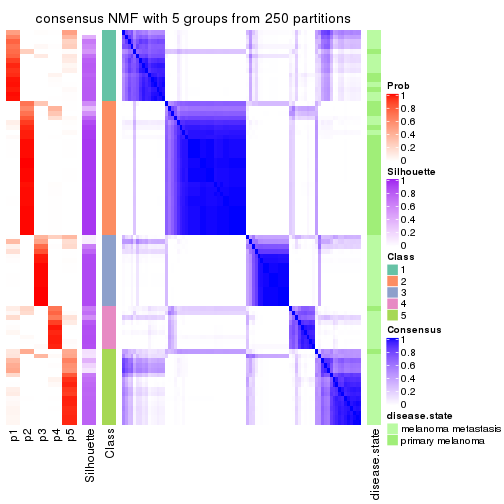 consensus NMF with 5 groups from 250 partitions
Prob
1
0.8
0.6
0.4
0.2
0
Silhouette
1
0.8
0.6
0.4
0.2
0
Class
1
2
3
4
5
Consensus
1
0.8
0.6
0.4
0.2
0
disease.state
melanoma metastasis
primary melanoma
p1
p2
p3
p4
p5
Silhouette
Class
disease.state